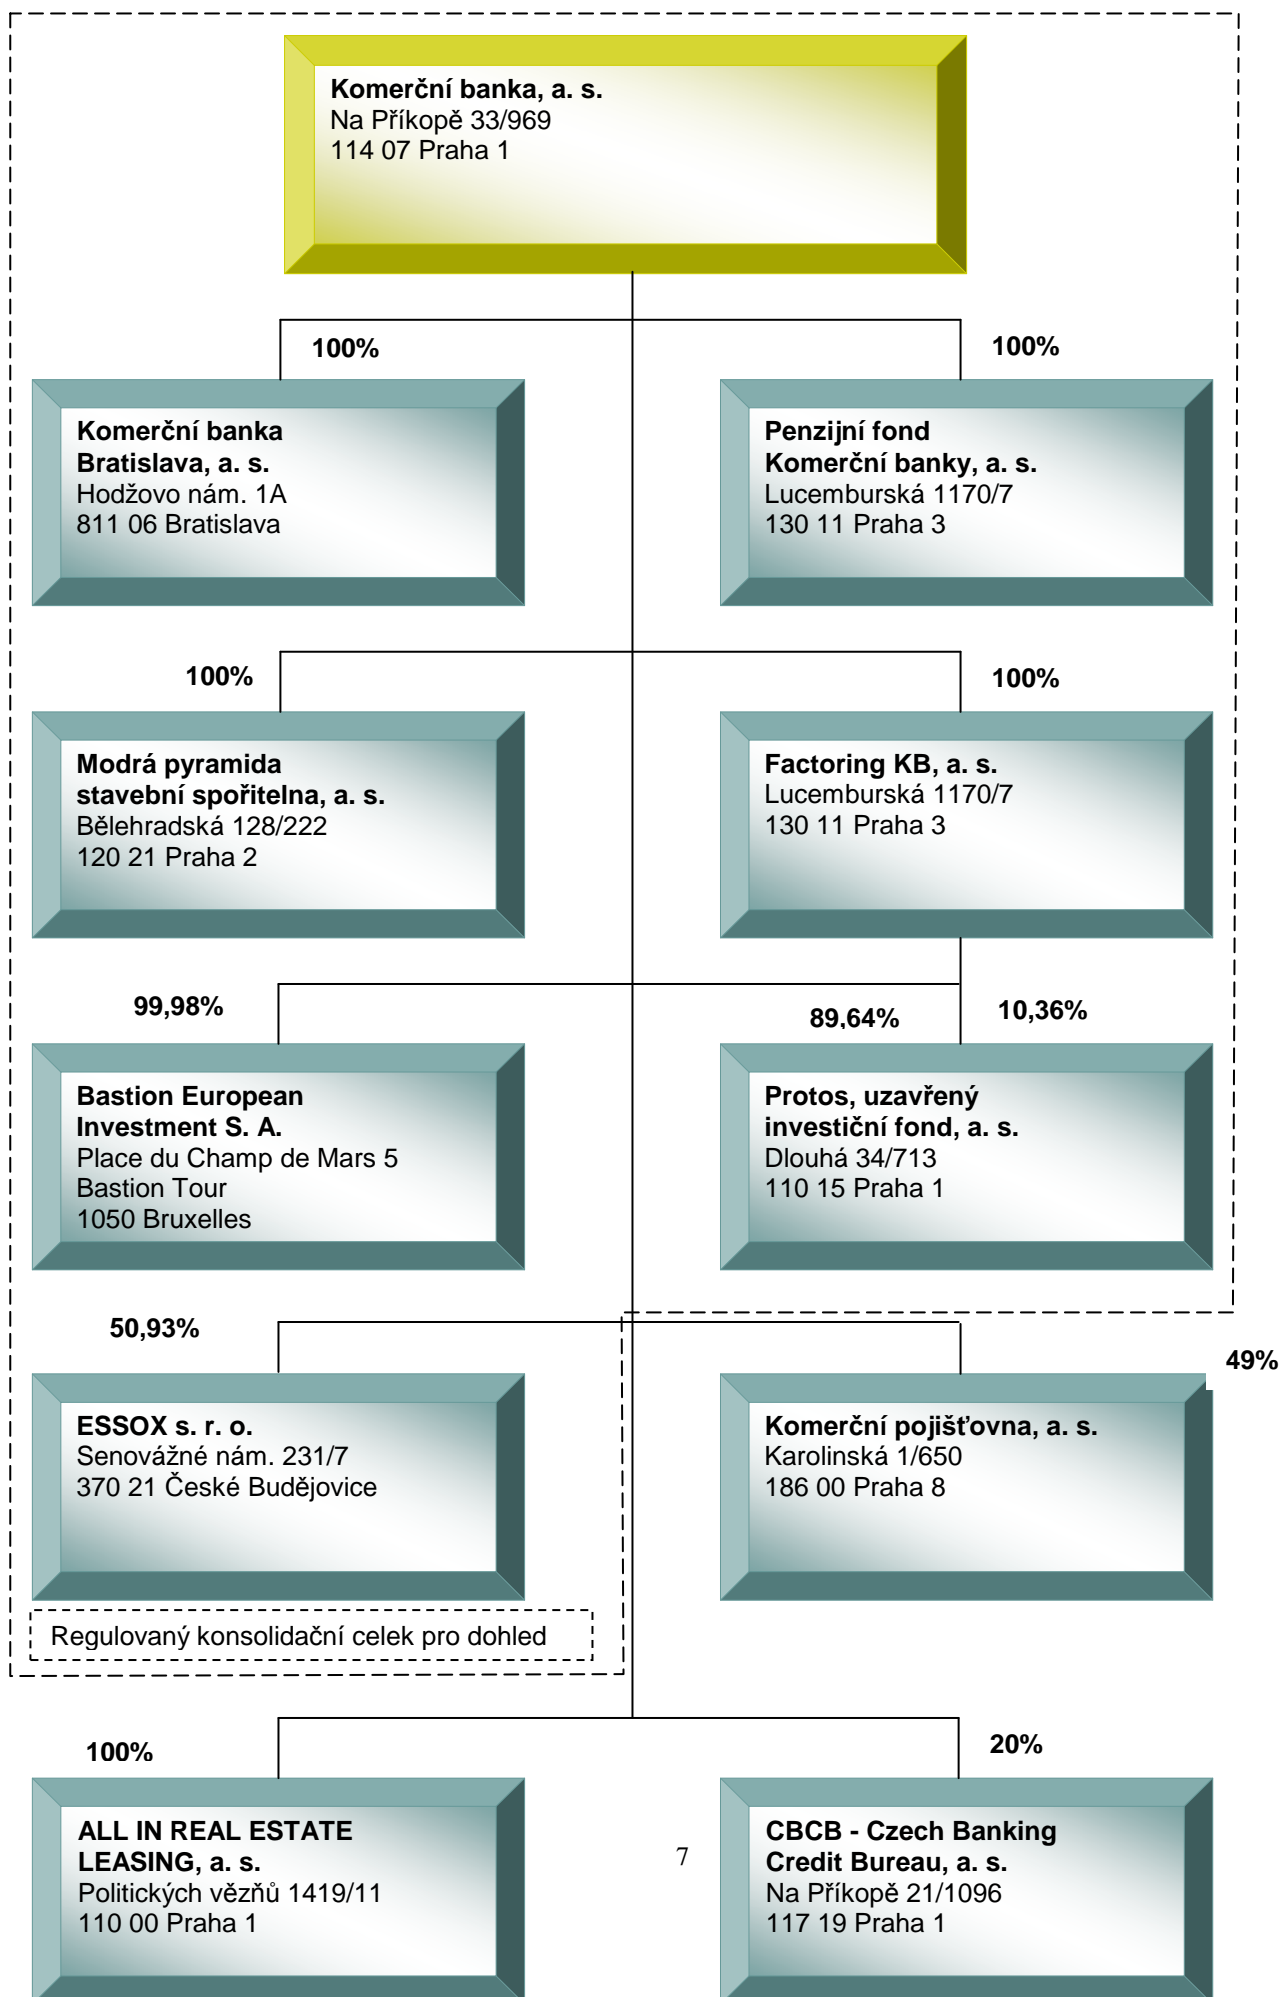 Komerční banka, a. s.
Na Příkopě 33/969
114 07 Praha 1
100%
100%
Komerční banka
Bratislava, a. s.
Hodžovo nám. 1A
811 06 Bratislava
Penzijní fond
Komerční banky, a. s.
Lucemburská 1170/7
130 11 Praha 3
100%
100%
Modrá pyramida
stavební spořitelna, a. s.
Bělehradská 128/222
120 21 Praha 2
Factoring KB, a. s.
Lucemburská 1170/7
130 11 Praha 3
99,98%
89,64%
10,36%
Bastion European
Investment S. A.
Place du Champ de Mars 5
Bastion Tour
1050 Bruxelles
Protos, uzavřený
investiční fond, a. s.
Dlouhá 34/713
110 15 Praha 1
50,93%
49%
ESSOX s. r. o.
Senovážné nám. 231/7
370 21 České Budějovice
Komerční pojišťovna, a. s.
Karolinská 1/650
186 00 Praha 8
Regulovaný konsolidační celek pro dohled
100%
20%
ALL IN REAL ESTATE
LEASING, a. s.
Politických vězňů 1419/11
110 00 Praha 1
7
CBCB - Czech Banking
Credit Bureau, a. s.
Na Příkopě 21/1096
117 19 Praha 1